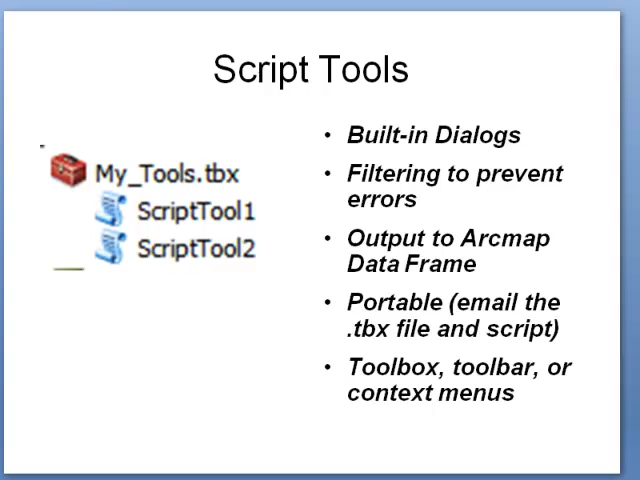 Script Tools
My_Tools.tbx
ScriptTool1
ScriptTool2
• Built-in Dialogs
• Filtering to prevent
errors
• Output to Arcmap
Data Frame
• Portable (email the
.tbx file and script)
• Toolbox, toolbar, or
context menus